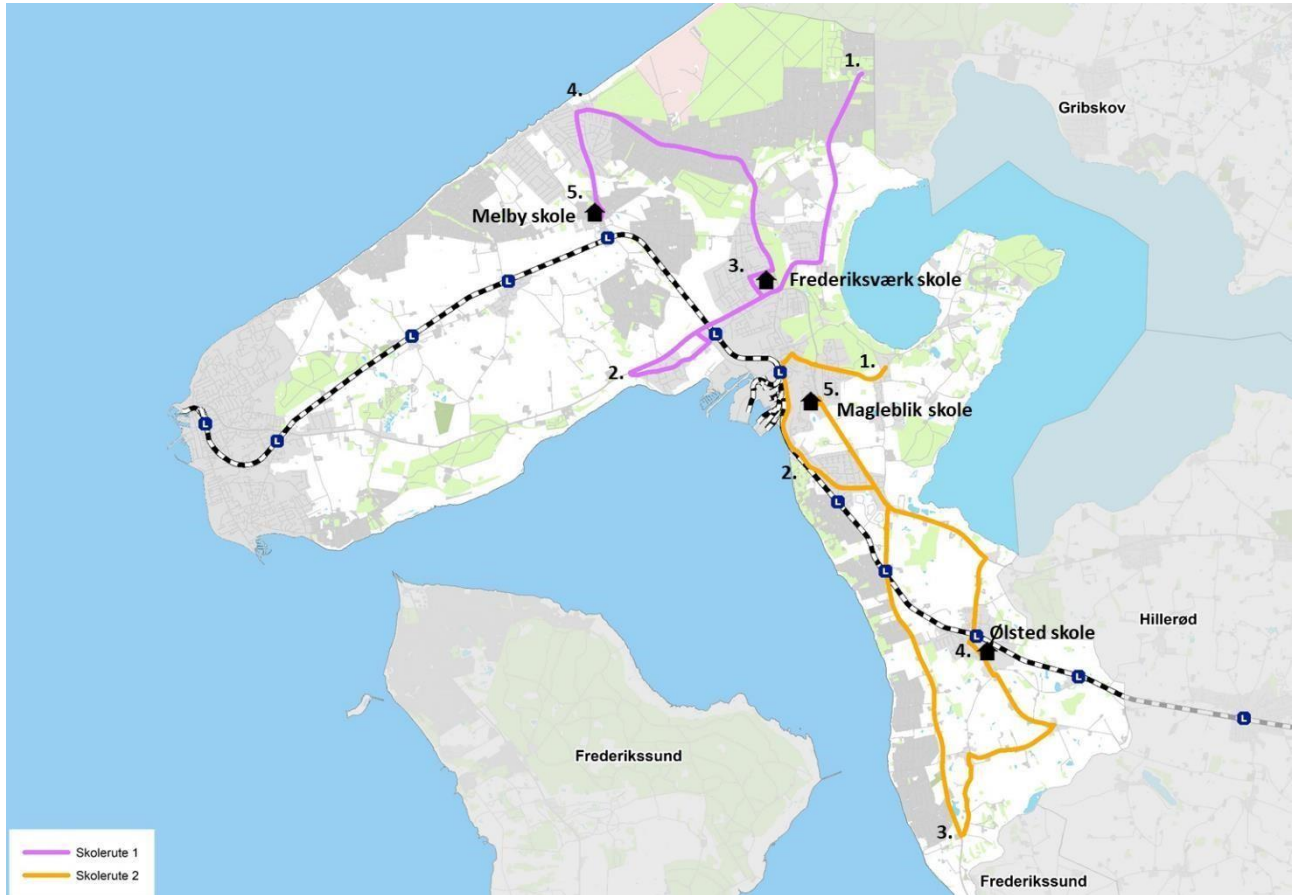 1.
4.
Gribskov
5.
Melby skole
3.
Frederiksværk skole
2.
1.
5.
Magleblik skole
2.
Ølsted skole
4.
Hillerød
Frederikssund
3.
Frederikssund
Skolerute 1
Skolerute 2
L
L
L
L
L
L
L
L
L
L
L
L